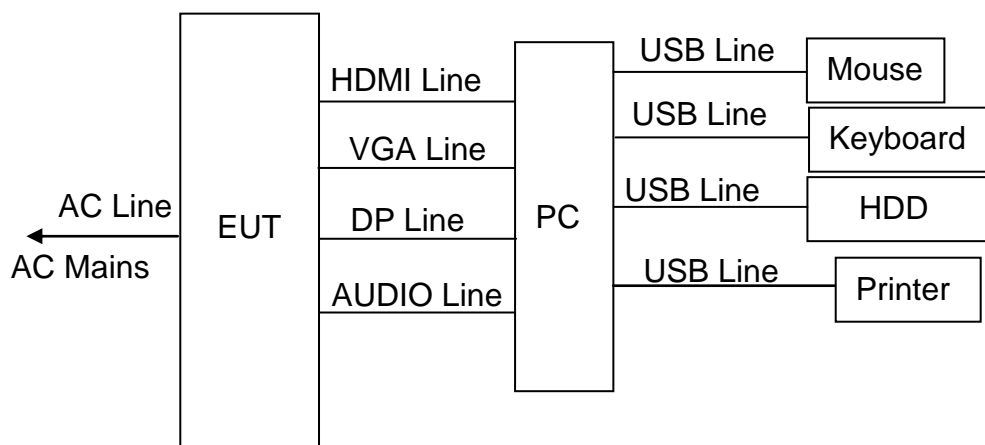 USB Line
Mouse
HDMI Line
USB Line
Keyboard
VGA Line
USB Line
HDD
AC Line
EUT
DP Line
PC
AC Mains
USB Line
Printer
AUDIO Line